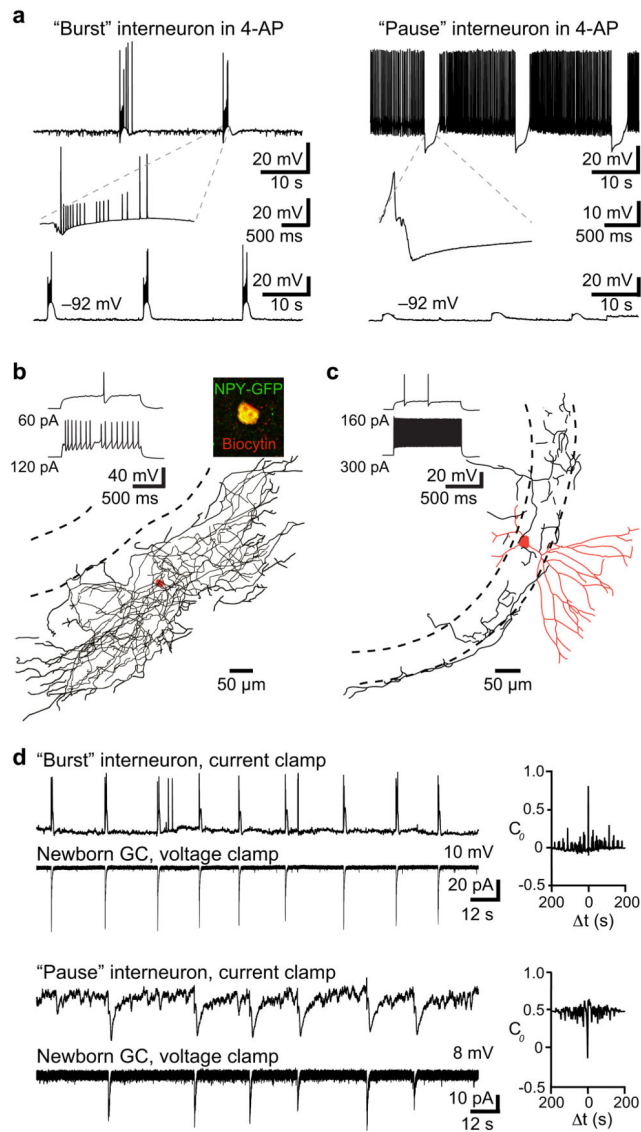 a
"Burst" interneuron in 4-AP
"Pause" interneuron in 4-AP
20 mV
10 s
20 mV
500 ms
–92 mV
20 mV
10 s
20 mV
10 s
10 mV
500 ms
–92 mV
20 mV
10 s
b
60 pA
120 pA
40 mV
500 ms
NPY-GFP
Biocytin
50 µm
c
160 pA
300 pA
20 mV
500 ms
50 µm
d
"Burst" interneuron, current clamp
Newborn GC, voltage clamp
10 mV
20 pA
12 s
1.0
0.5
0
-0.5
C0
200 0 200
Δt (s)
"Pause" interneuron, current clamp
Newborn GC, voltage clamp
8 mV
10 pA
12 s
1.0
0.5
0
-0.5
C0
200 0 200
Δt (s)